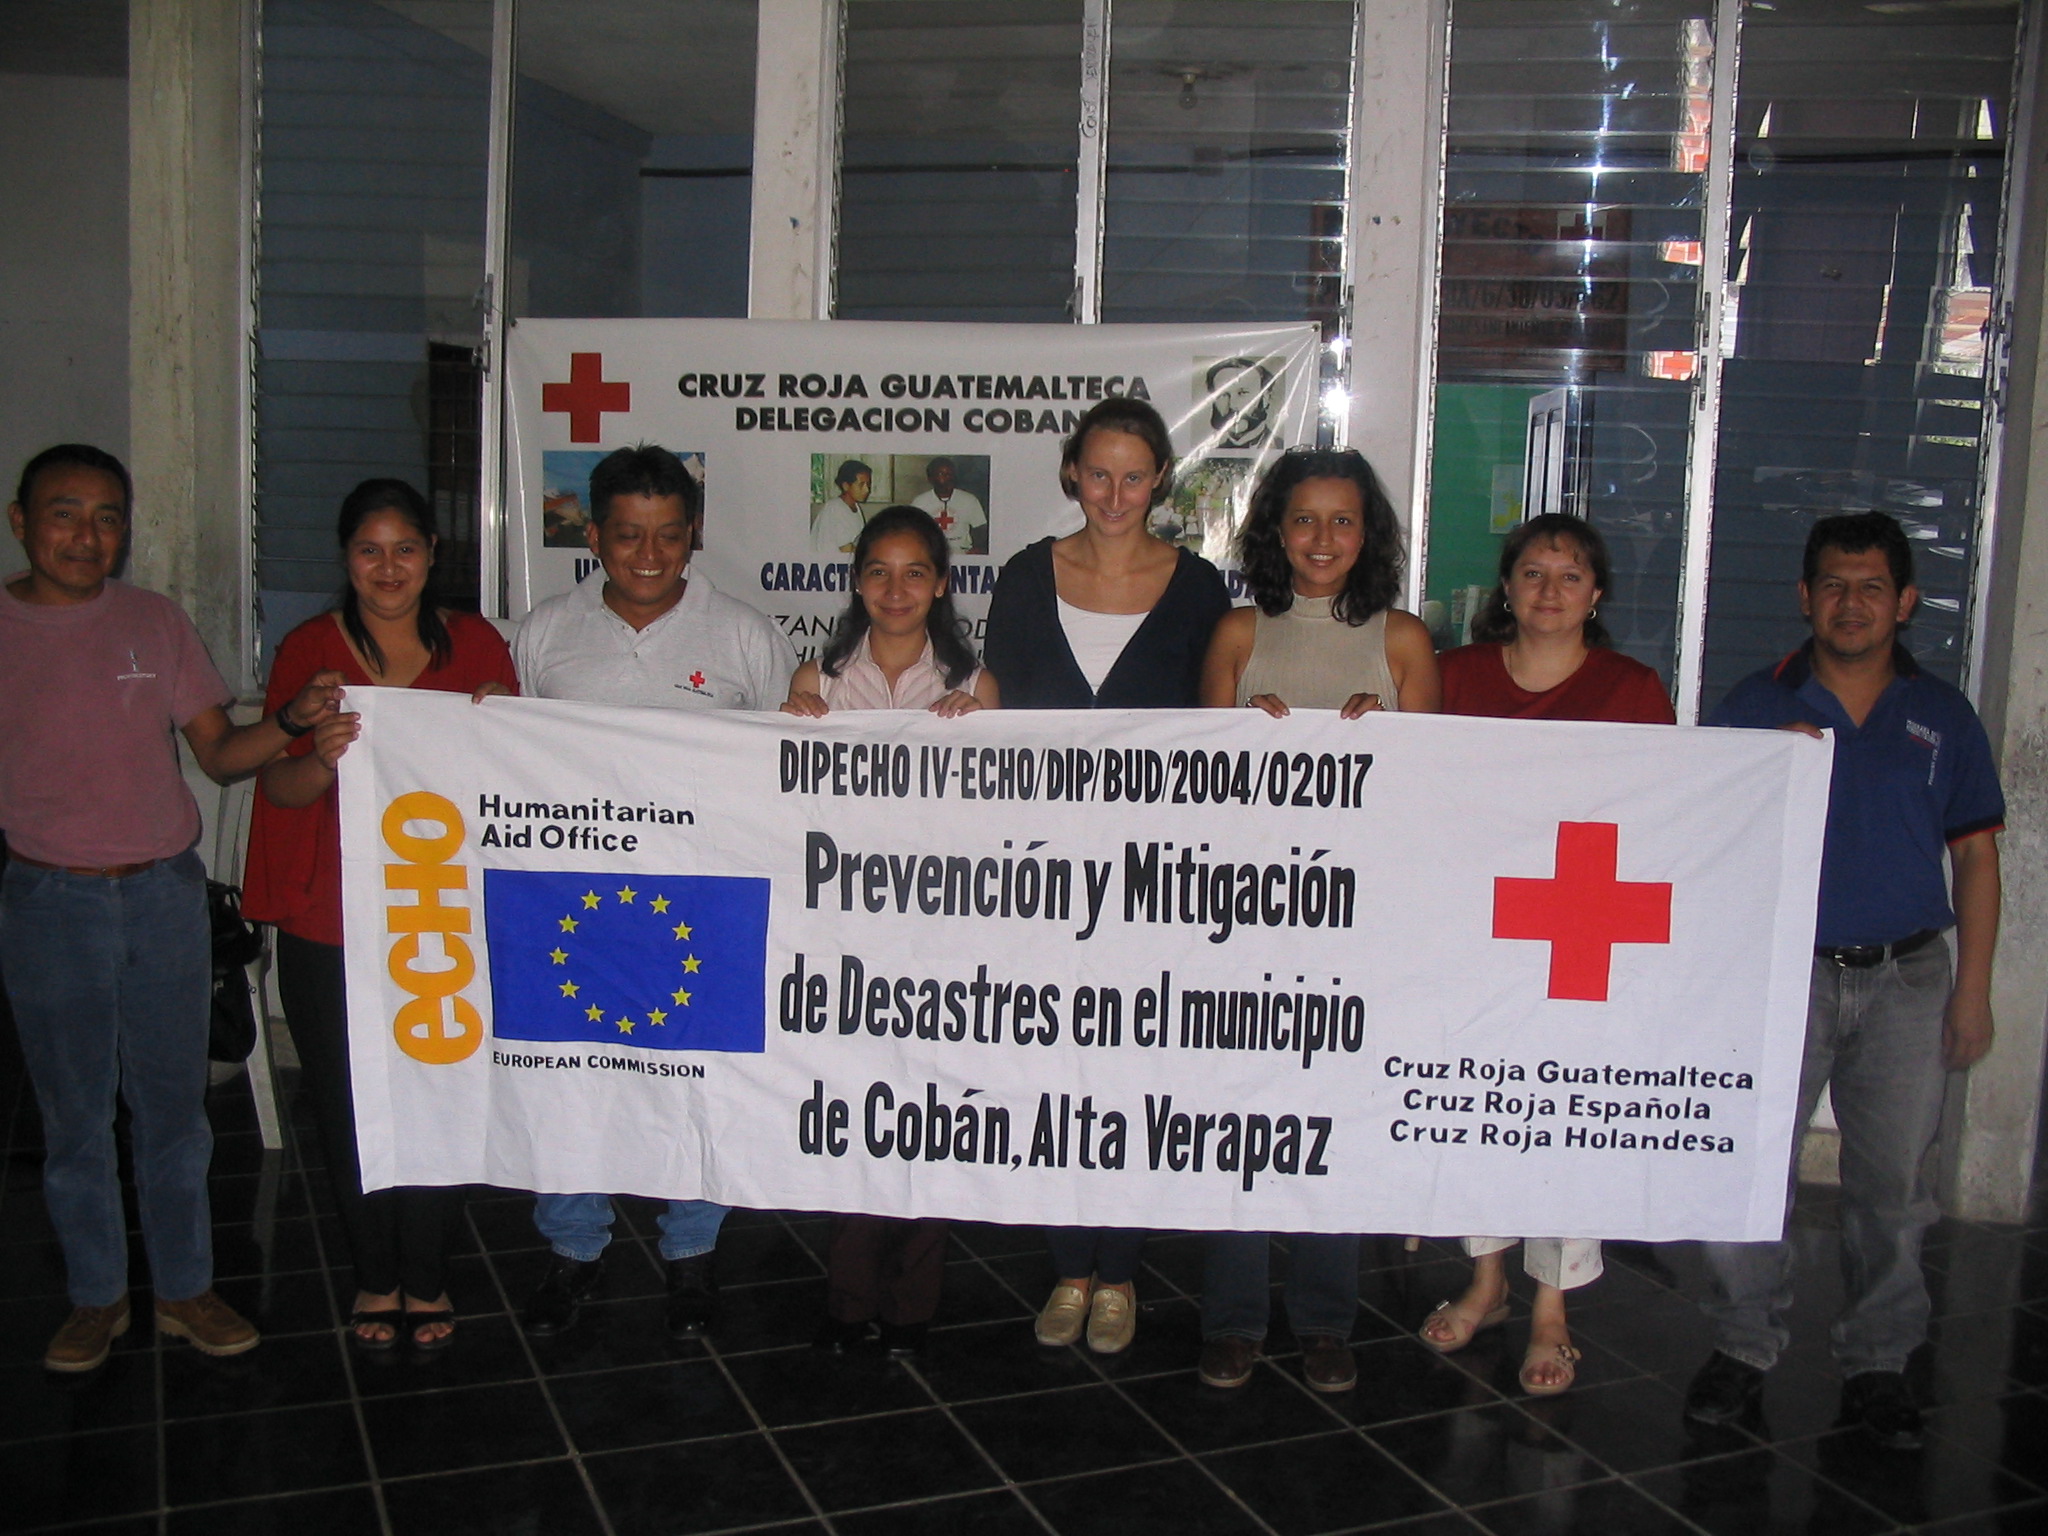 CRUZ ROJA GUATEMALTECA
DELEGACION COBAN
echo
Humanitarian
Aid Office
EUROPEAN COMMISSION
DIPECHO IV-ECHO/DIP/BUD/2004/02017
Prevención y Mitigación
de Desastres en el municipio
de Cobán, Alta Verapaz
Cruz Roja Guatemalteca
Cruz Roja Española
Cruz Roja Holandesa